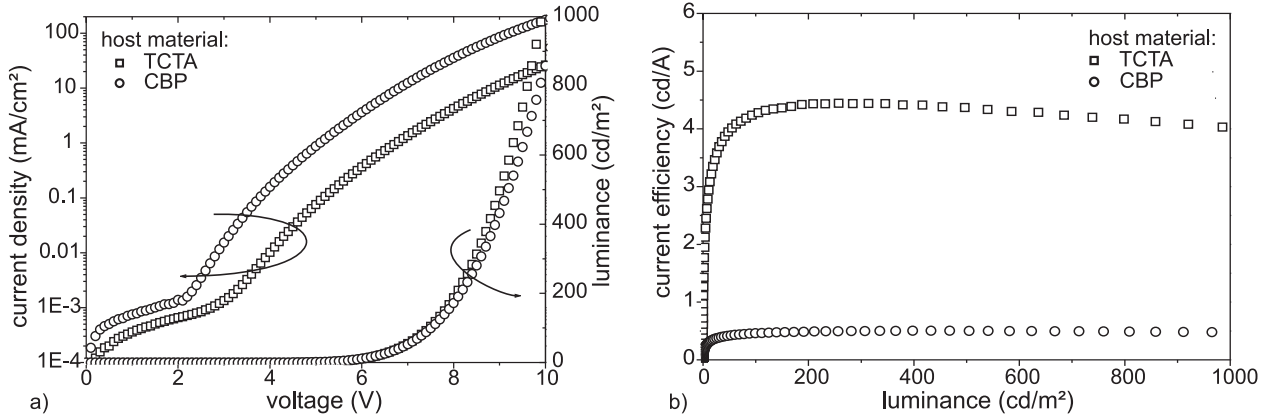 host material:
TCTA
CBP
current density (mA/cm²)
100
10
1
0.1
0.01
1E-3
1E-4
0
2
4
6
8
10
voltage (V)
1000
800
600
400
200
0
luminance (cd/m²)
a)
host material:
TCTA
CBP
current efficiency (cd/A)
6
5
4
3
2
1
0
0
200
400
600
800
1000
luminance (cd/m²)
b)